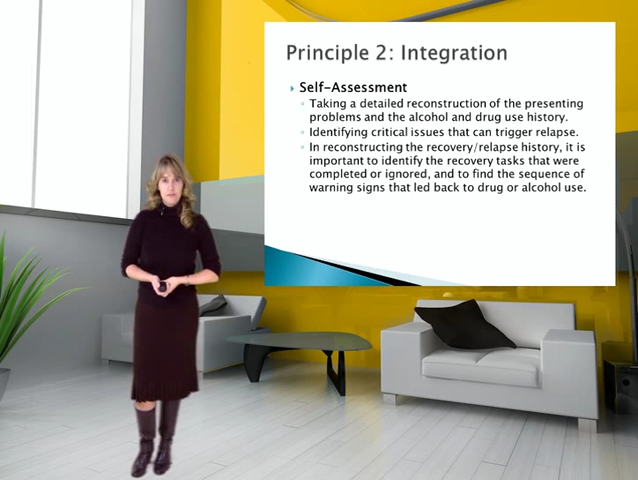 Principle 2: Integration
Self-Assessment
Taking a detailed reconstruction of the presenting
problems and the alcohol and drug use history.
Identifying critical issues that can trigger relapse.
In reconstructing the recovery/relapse history, it is
important to identify the recovery tasks that were
completed or ignored, and to find the sequence of
warning signs that led back to drug or alcohol use.